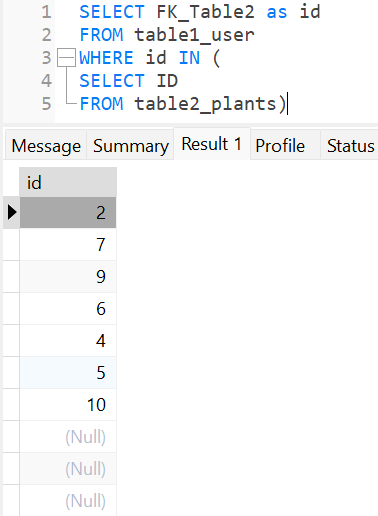 1 SELECT FK_Table2 as id
2 FROM table1_user
3 WHERE id IN (
4 SELECT ID
5 FROM table2_plants)
Message Summary Result 1 Profile Status
id
2
7
9
6
4
5
10
(Null)
(Null)
(Null)